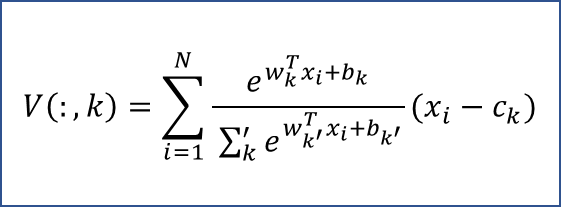 V(:,k) = \sum_{i=1}^{N} \frac{e^{w_k^T x_i + b_k}}{\sum_k' e^{w_{k'}^T x_i + b_{k'}}} (x_i − c_k)